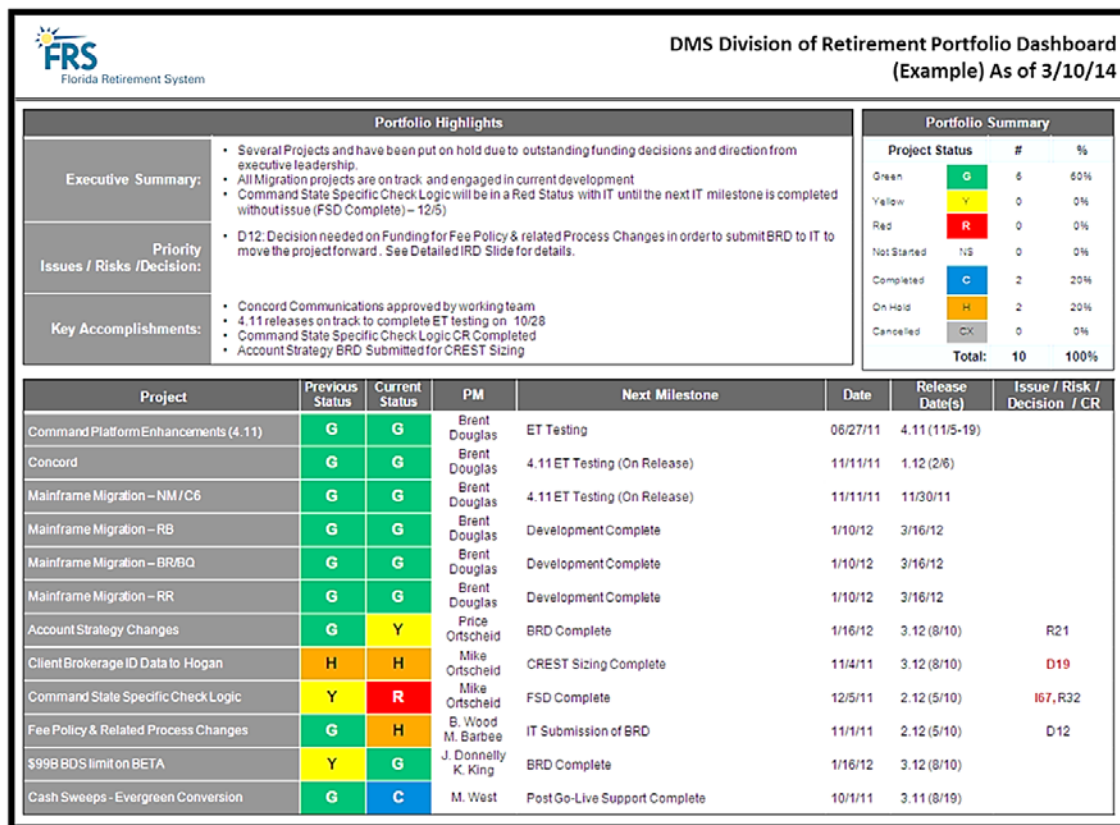 FRS
Florida Retirement System
DMS Division of Retirement Portfolio Dashboard
(Example) As of 3/10/14
Portfolio Highlights
Executive Summary:
• Several Projects and have been put on hold due to outstanding funding decisions and direction from
executive leadership.
• All Migration projects are on track and engaged in current development
• Command State Specific Check Logic will be in a Red Status with IT until the next IT milestone is completed
without issue (FSD Complete) – 12/5)
Priority
Issues / Risks /Decision:
• D12: Decision needed on Funding for Fee Policy & related Process Changes in order to submit BRD to IT to
move the project forward. See Detailed IRD Slide for details.
Key Accomplishments:
• Concord Communications approved by working team
• 4.11 releases on track to complete ET testing on 10/28
• Command State Specific Check Logic CR Completed
• Account Strategy BRD Submitted for CREST Sizing
Portfolio Summary
Project Status # %
Green G 6 60%
Yellow Y 0 0%
Red R 0 0%
Not Started NS 0 0%
Completed C 2 20%
On Hold H 2 20%
Cancelled CX 0 0%
Total: 10 100%
Project Previous Status Current Status PM Next Milestone Date Release Date(s) Issue / Risk / Decision / CR
Command Platform Enhancements (4.11) G G Brent Douglas ET Testing 06/27/11 4.11 (11/5-19)
Concord G G Brent Douglas 4.11 ET Testing (On Release) 11/11/11 1.12 (2/6)
Mainframe Migration – NM / C6 G G Brent Douglas 4.11 ET Testing (On Release) 11/11/11 11/30/11
Mainframe Migration – RB G G Brent Douglas Development Complete 1/10/12 3/16/12
Mainframe Migration – BR/BQ G G Brent Douglas Development Complete 1/10/12 3/16/12
Mainframe Migration – RR G G Brent Douglas Development Complete 1/10/12 3/16/12
Account Strategy Changes G Y Price Ortscheid BRD Complete 1/16/12 3.12 (8/10) R21
Client Brokerage ID Data to Hogan H H Mike Ortscheid CREST Sizing Complete 11/4/11 3.12 (8/10) D19
Command State Specific Check Logic Y R Mike Ortscheid FSD Complete 12/5/11 2.12 (5/10) I67, R32
Fee Policy & Related Process Changes G H B. Wood M. Barbee IT Submission of BRD 11/1/11 2.12 (5/10) D12
$99B BDS limit on BETA Y G J. Donnelly K. King BRD Complete 1/16/12 3.12 (8/10)
Cash Sweeps - Evergreen Conversion G C M. West Post Go-Live Support Complete 10/1/11 3.11 (8/19)